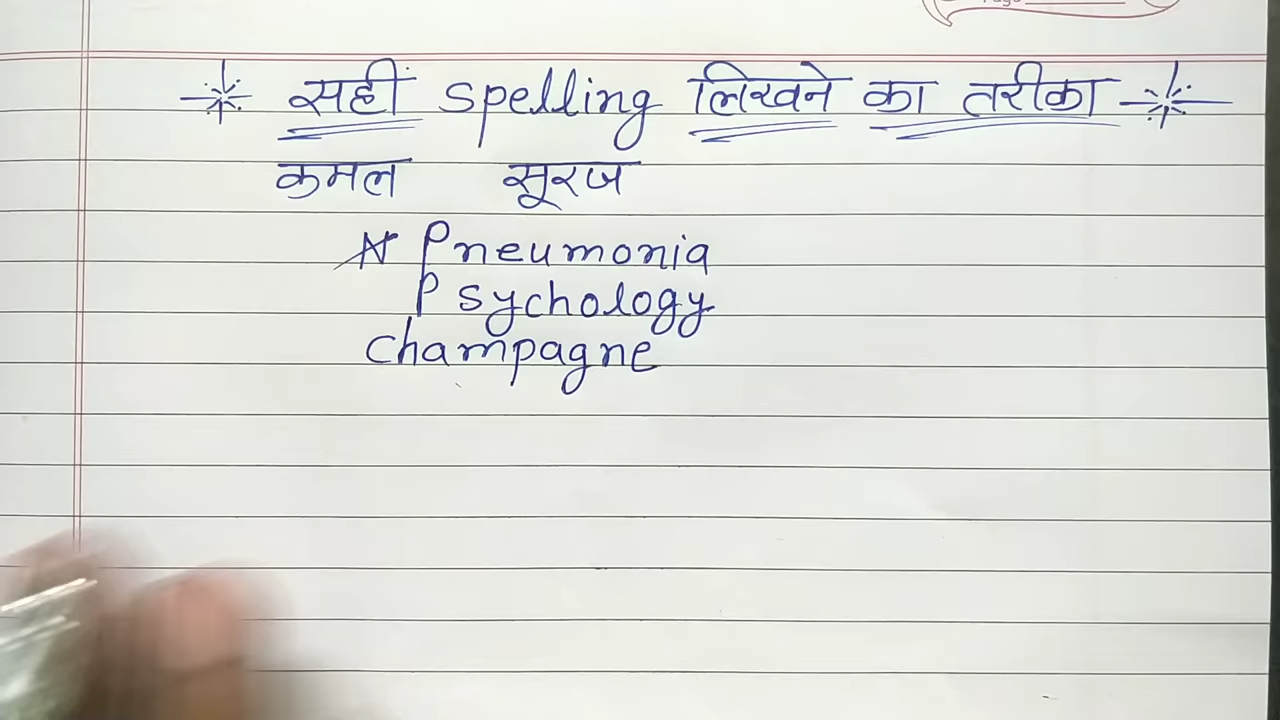 सही spelling लिखने का तरीका
कमल सूरज
Pneumonia
Psychology
champagne